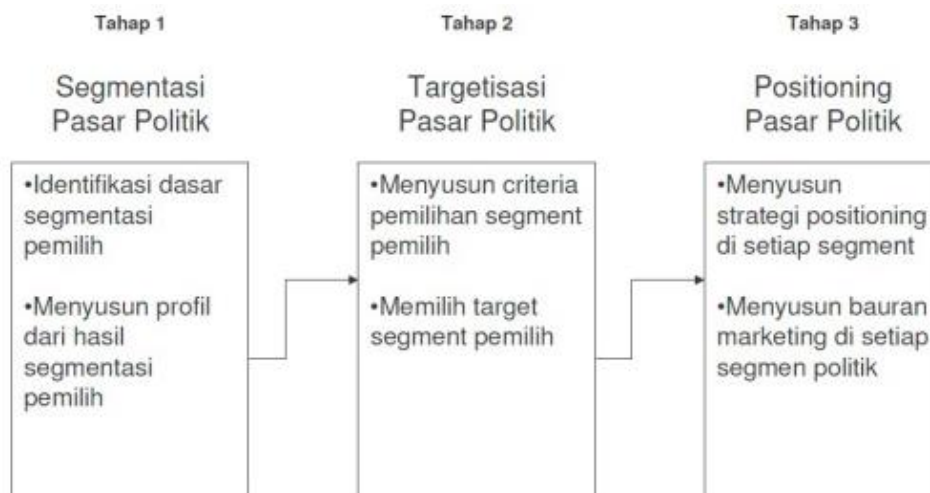 Tahap 1
Segmentasi
Pasar Politik
•Identifikasi dasar
segmentasi
pemilih
•Menyusun profil
dari hasil
segmentasi
pemilih
Tahap 2
Targetisasi
Pasar Politik
•Menyusun criteria
pemilihan segment
pemilih
•Memilih target
segment pemilih
Tahap 3
Positioning
Pasar Politik
•Menyusun
strategi positioning
di setiap segment
•Menyusun bauran
marketing di setiap
segmen politik